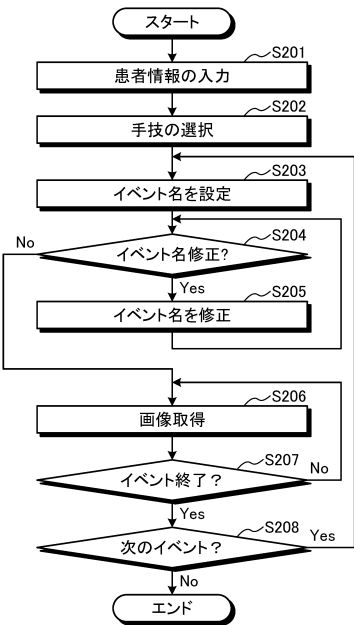 スタート
S201
患者情報の入力
S202
手技の選択
S203
イベント名を設定
S204
No
イベント名修正?
Yes
S205
イベント名を修正
S206
画像取得
S207
イベント終了？
No
Yes
S208
次のイベント？
Yes
No
エンド